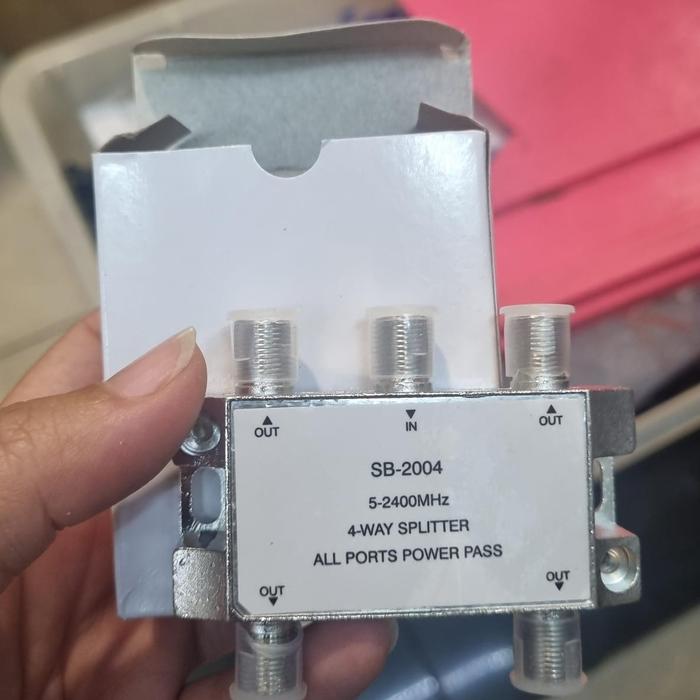 OUT IN OUT
SB-2004
5-2400MHz
4-WAY SPLITTER
ALL PORTS POWER PASS
OUT OUT